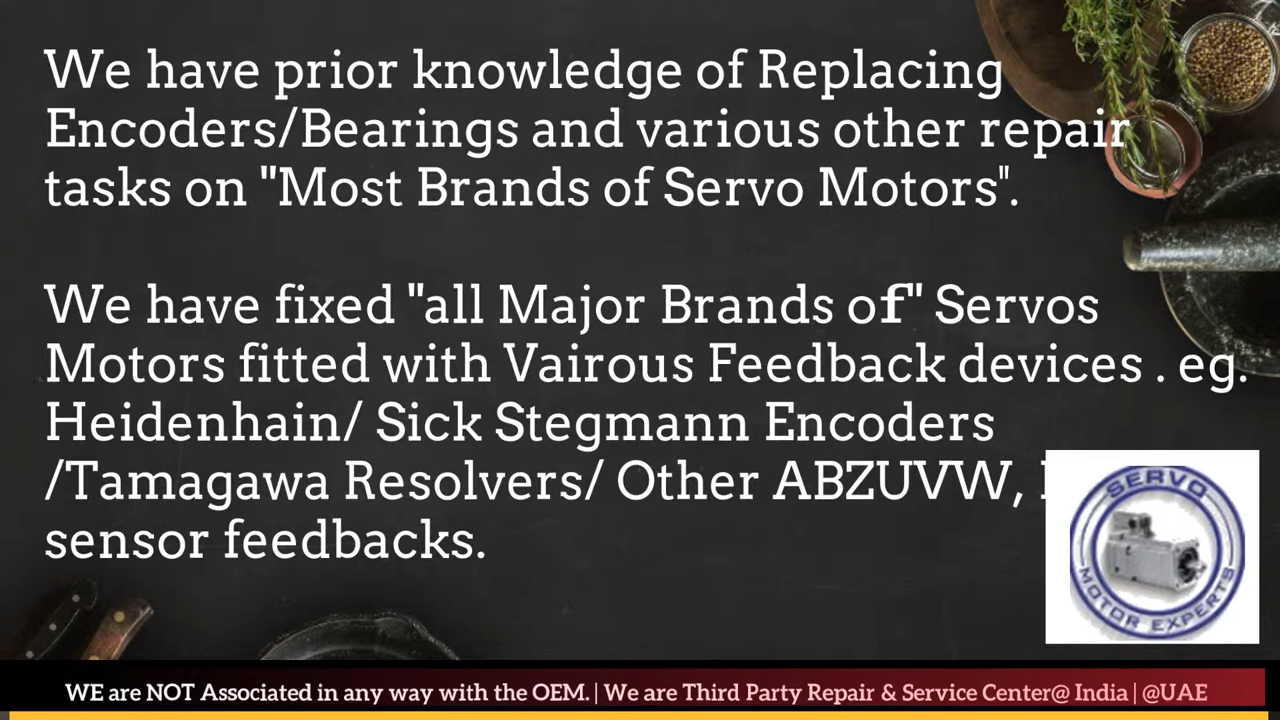 We have prior knowledge of Replacing
Encoders/Bearings and various other repair
tasks on "Most Brands of Servo Motors".
We have fixed "all Major Brands of" Servos
Motors fitted with Vairous Feedback devices . eg.
Heidenhain/ Sick Stegmann Encoders
/Tamagawa Resolvers/ Other ABZUVW,
sensor feedbacks.
SERVO
MOTOR EXPERTS
WE are NOT Associated in any way with the OEM. | We are Third Party Repair & Service Center@ India | @UAE